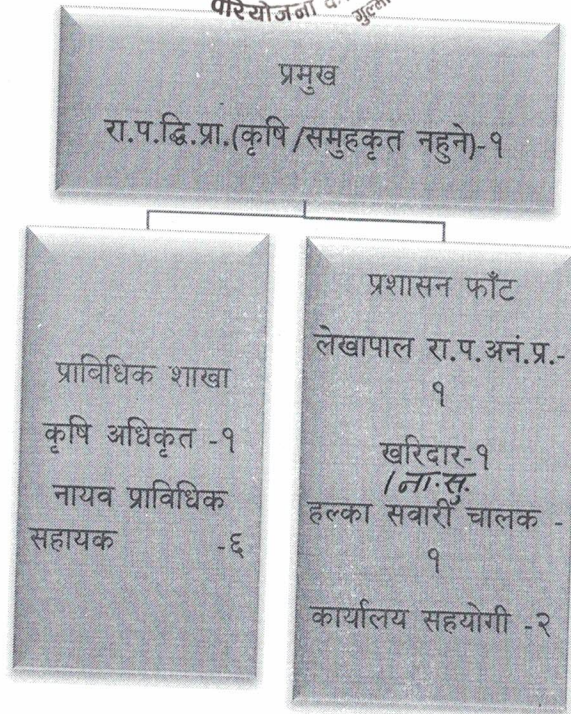 परियोजना
प्रमुख
रा.प.द्धि.प्रा.(कृषि/समुहकृत नहुने)-१
प्राविधिक शाखा
कृषि अधिकृत -१
नायव प्राविधिक
सहायक -६
प्रशासन फाँट
लेखापाल रा.प.अनं.प्र.-
१
खरिदार-१
/ना.सु.
हल्का सवारी चालक -
१
कार्यालय सहयोगी -२